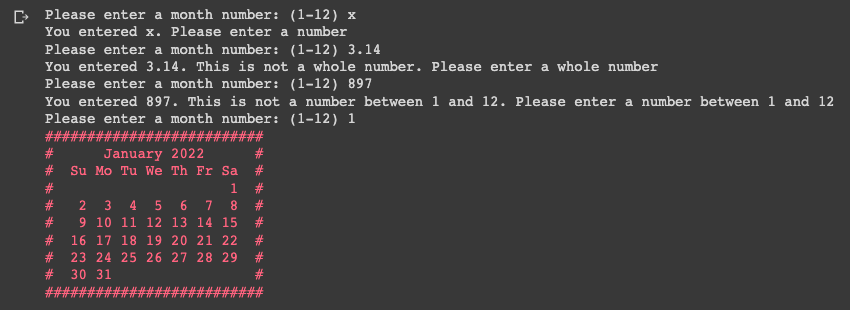 Please enter a month number: (1-12) x
You entered x. Please enter a number
Please enter a month number: (1-12) 3.14
You entered 3.14. This is not a whole number. Please enter a whole number
Please enter a month number: (1-12) 897
You entered 897. This is not a number between 1 and 12. Please enter a number between 1 and 12
Please enter a month number: (1-12) 1
##########################
#      January 2022      #
#  Su Mo Tu We Th Fr Sa  #
#                     1  #
#   2  3  4  5  6  7  8  #
#   9 10 11 12 13 14 15  #
#  16 17 18 19 20 21 22  #
#  23 24 25 26 27 28 29  #
#  30 31                 #
##########################